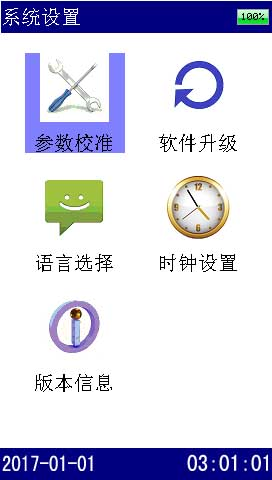 系统设置 100%
参数校准 软件升级
语言选择 时钟设置
版本信息
2017-01-01 03:01:01